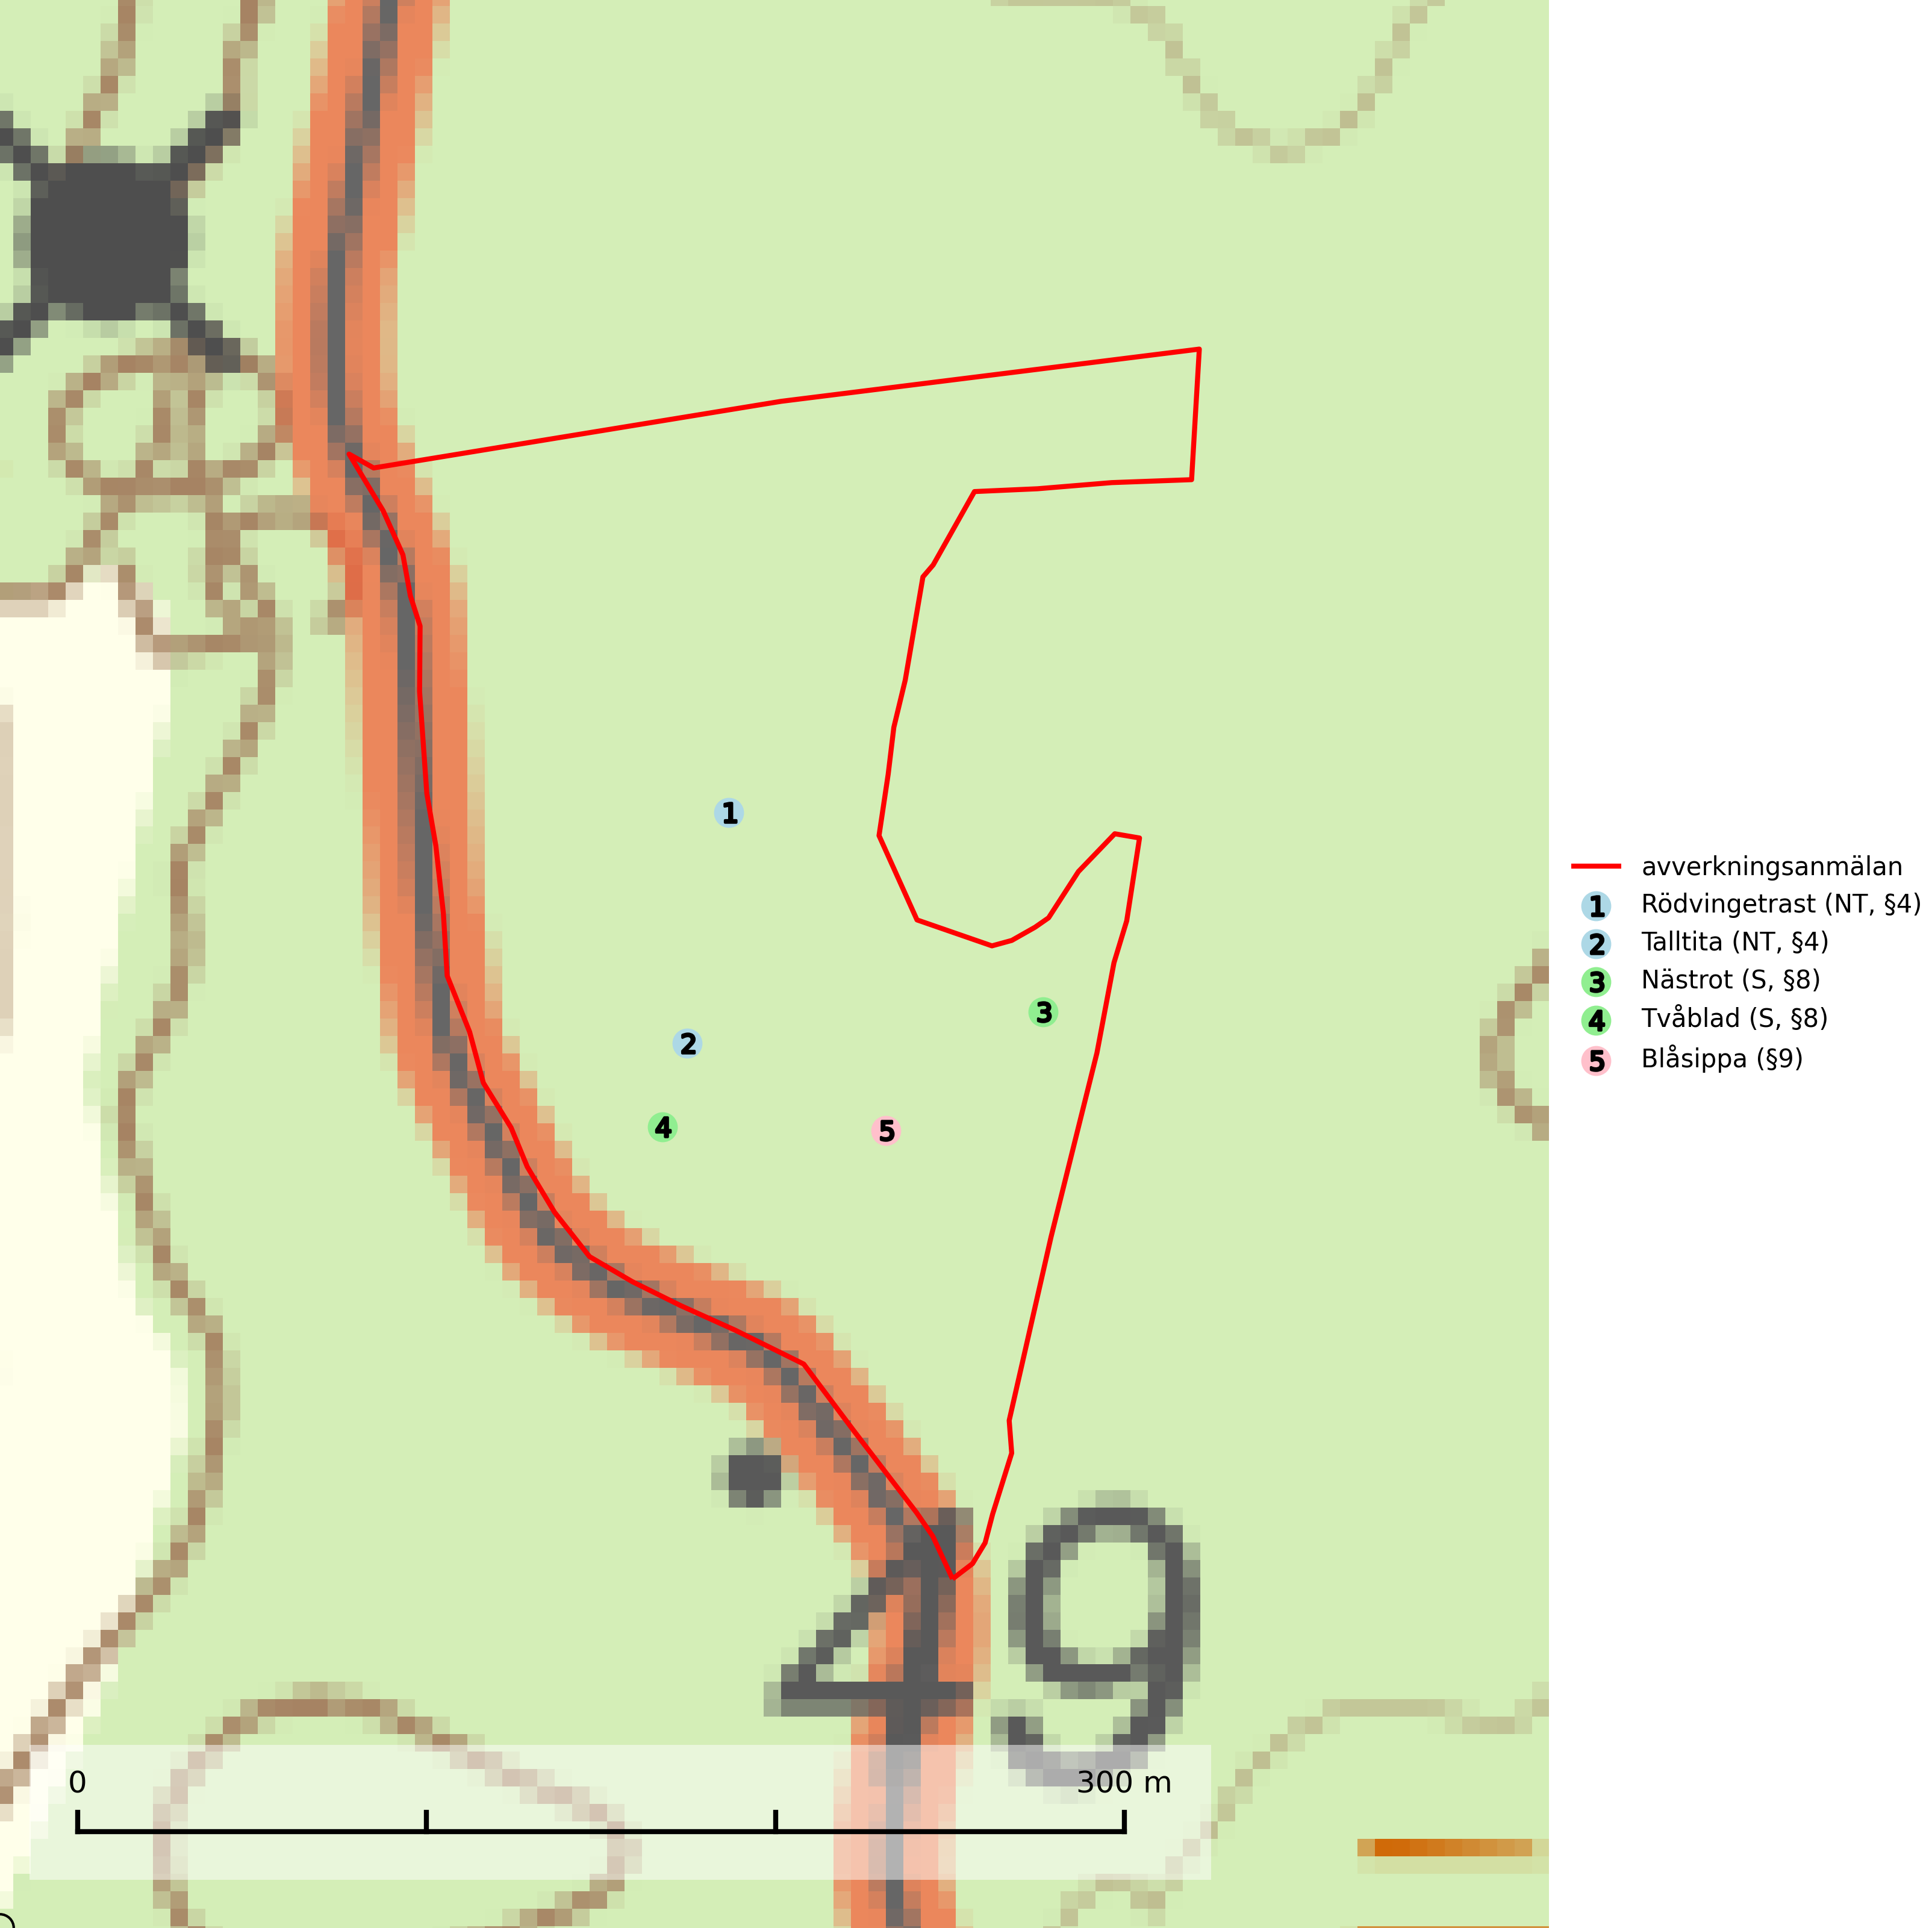 1
2
3
4
5
49
0 300 m
avverkningsanmälan
1 Rödvingetrast (NT, §4)
2 Talltita (NT, §4)
3 Nästrot (S, §8)
4 Tvåblad (S, §8)
5 Blåsippa (§9)